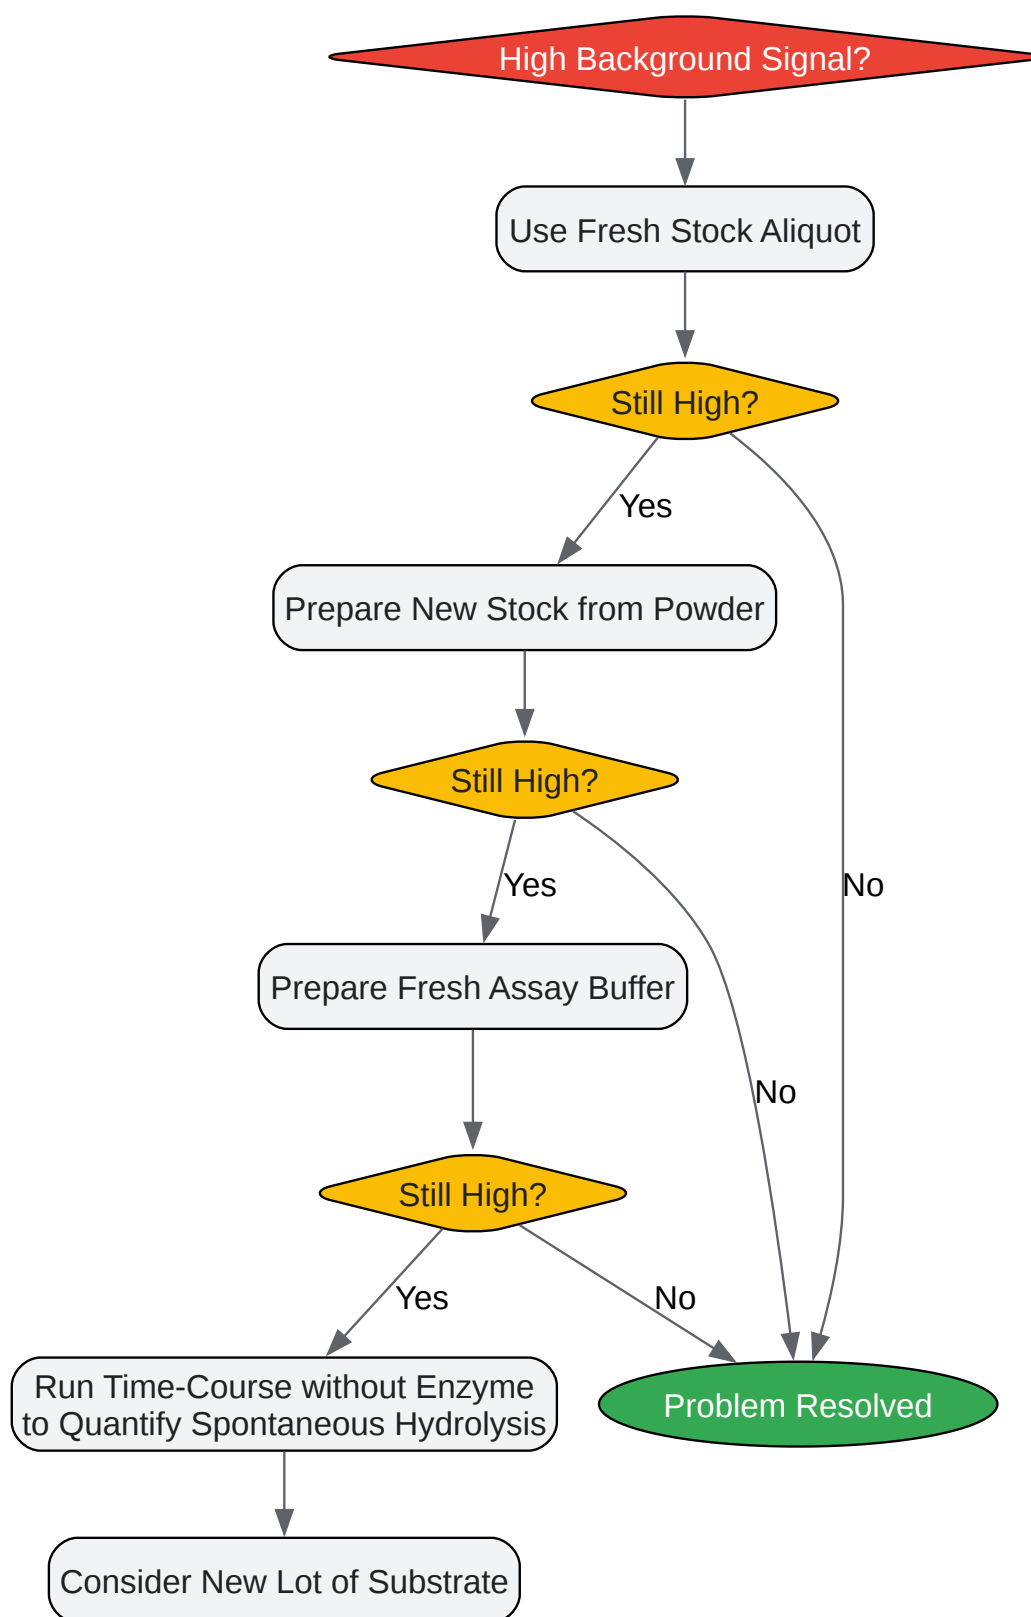 High Background Signal?
Use Fresh Stock Aliquot
Still High?
Yes
Prepare New Stock from Powder
Still High?
Yes
No
Prepare Fresh Assay Buffer
No
Still High?
Yes
No
Run Time-Course without Enzyme
to Quantify Spontaneous Hydrolysis
Problem Resolved
Consider New Lot of Substrate